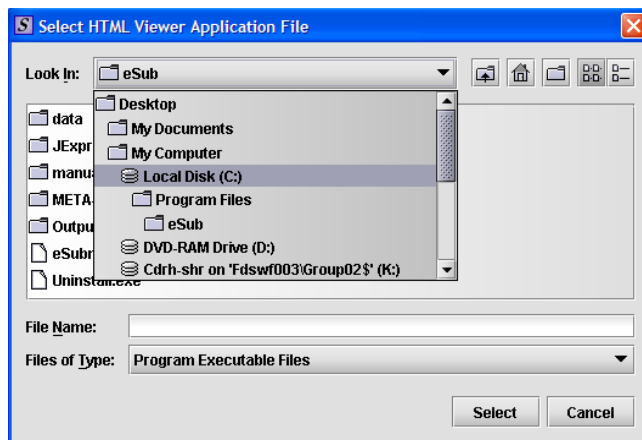 S Select HTML Viewer Application File
Look In: eSub
Desktop
My Documents
My Computer
Local Disk (C:)
Program Files
eSub
DVD-RAM Drive (D:)
Cdrh-shr on 'Fdswf003\Group02$' (K:)
data
JExpr
manu
META-
Outpu
eSubr
Uninstall.exe
File Name:
Files of Type: Program Executable Files
Select Cancel